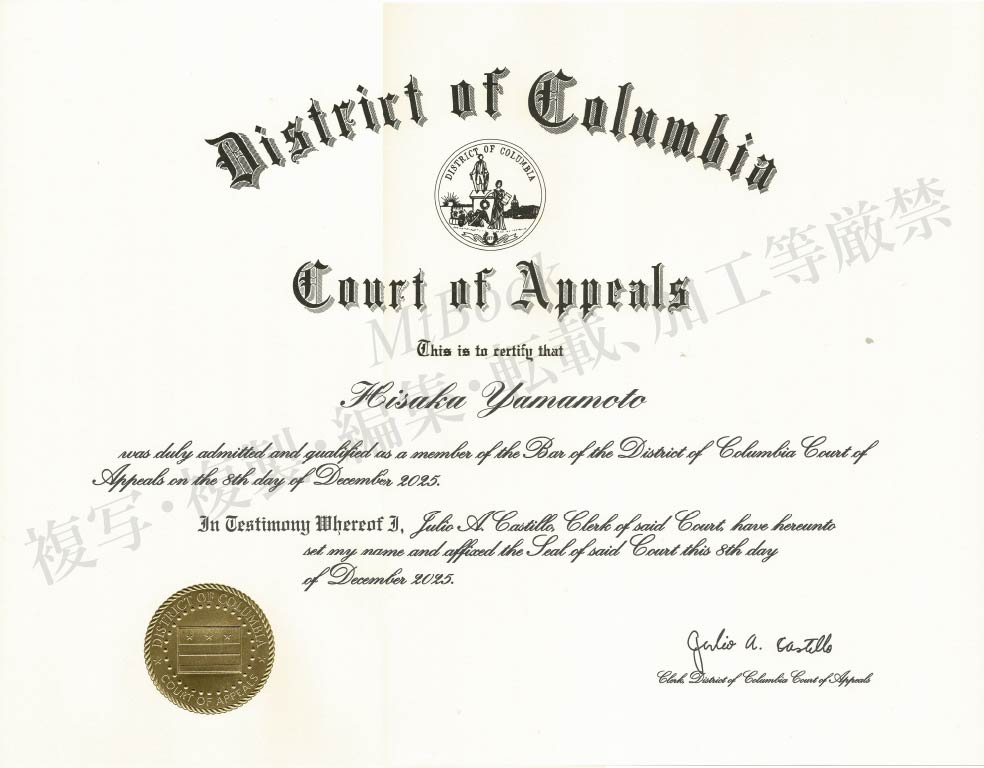 District of Columbia
DISTRICT OF COLUMBIA
Court of Appeals
This is to certify that
Hisaku Yamamoto
was duly admitted and qualified as a member of the Bar of the District of Columbia Court of
Appeals on the 8th day of December 2025.
In Testimony Whereof I, Julio A. Castillo, Clerk of said Court, have hereunto
set my name and affixed the Seal of said Court this 8th day
of December 2025.
DISTRICT OF COLUMBIA
COURT OF APPEALS
Julio A. Castillo
Clerk, District of Columbia Court of Appeals
MtBook
複写・複製・編集・転載、加工等厳禁